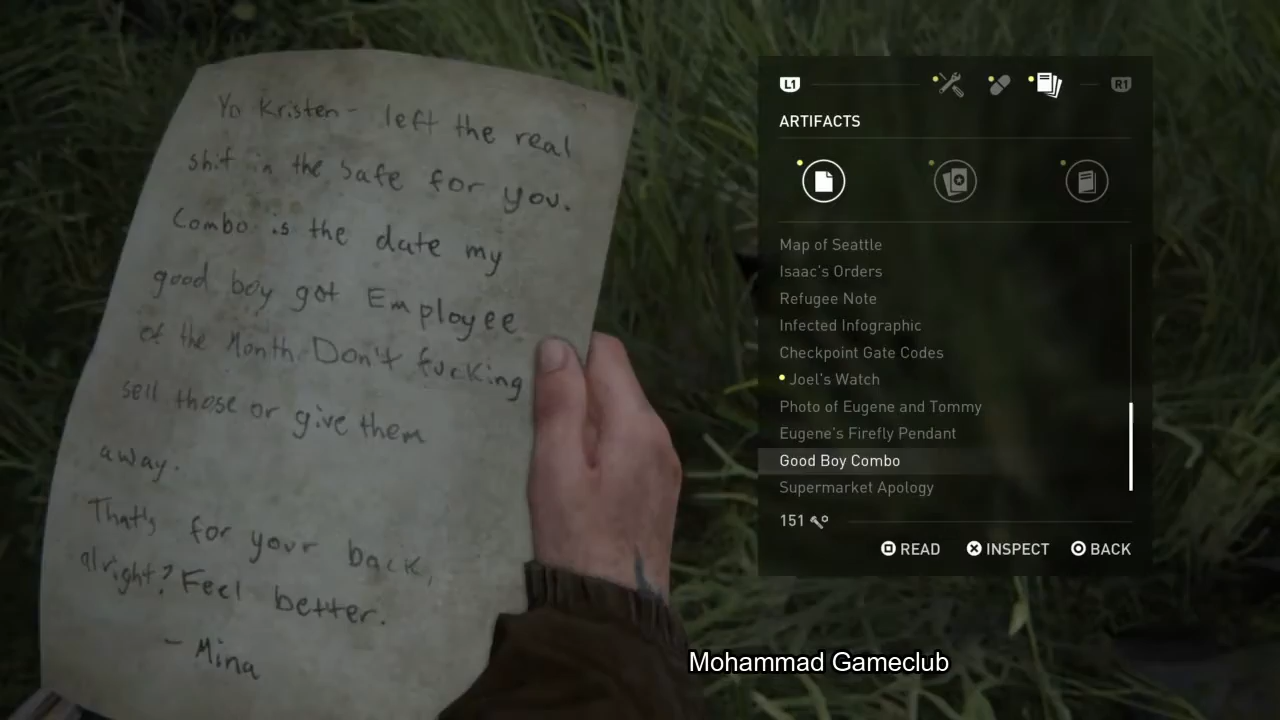 Yo Kristen - left the real
shit in the safe for you.
Combo is the date my
good boy got Employee
of the Month. Don't fucking
sell those or give them
away.
That's for your back,
alright? Feel better.
- Mina
L1
R1
ARTIFACTS
Map of Seattle
Isaac's Orders
Refugee Note
Infected Infographic
Checkpoint Gate Codes
Joel's Watch
Photo of Eugene and Tommy
Eugene's Firefly Pendant
Good Boy Combo
Supermarket Apology
151
READ INSPECT BACK
Mohammad Gameclub